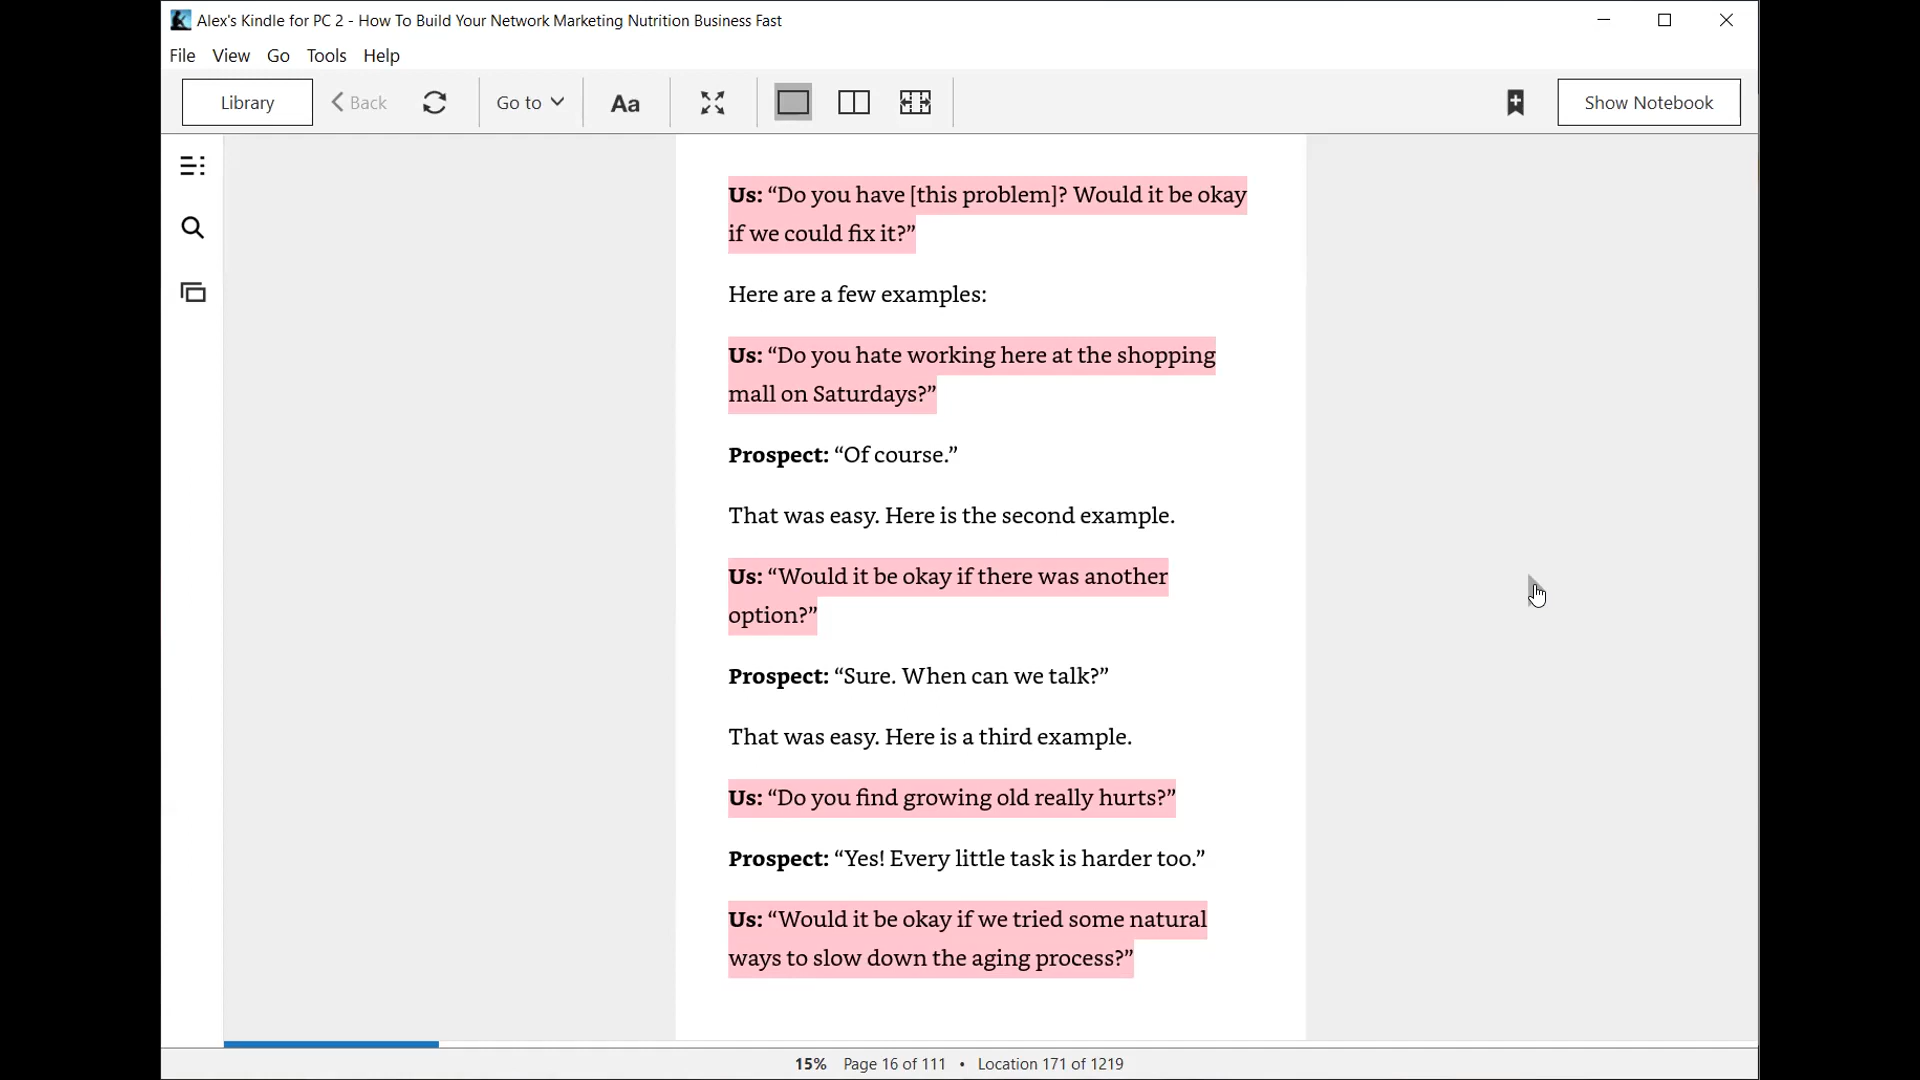 Alex's Kindle for PC 2 - How To Build Your Network Marketing Nutrition Business Fast
File View Go Tools Help
Library Back Go to Aa Show Notebook
Us: “Do you have [this problem]? Would it be okay
if we could fix it?”
Here are a few examples:
Us: “Do you hate working here at the shopping
mall on Saturdays?”
Prospect: “Of course.”
That was easy. Here is the second example.
Us: “Would it be okay if there was another
option?”
Prospect: “Sure. When can we talk?”
That was easy. Here is a third example.
Us: “Do you find growing old really hurts?”
Prospect: “Yes! Every little task is harder too.”
Us: “Would it be okay if we tried some natural
ways to slow down the aging process?”
15% Page 16 of 111 • Location 171 of 1219